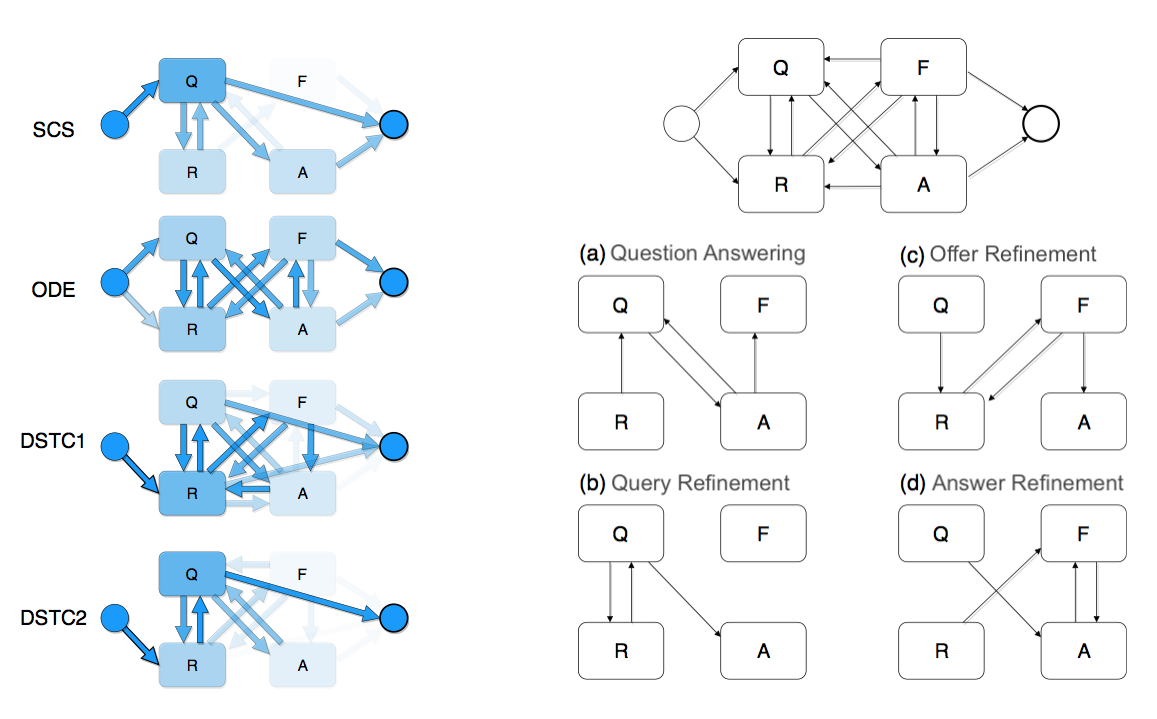 Q F
SCS
R A
Q F
ODE
R A
Q F
DSTC1
R A
Q F
DSTC2
R A
Q F
R A
(a) Question Answering
Q F
R A
(b) Query Refinement
Q F
R A
(c) Offer Refinement
Q F
R A
(d) Answer Refinement
Q F
R A